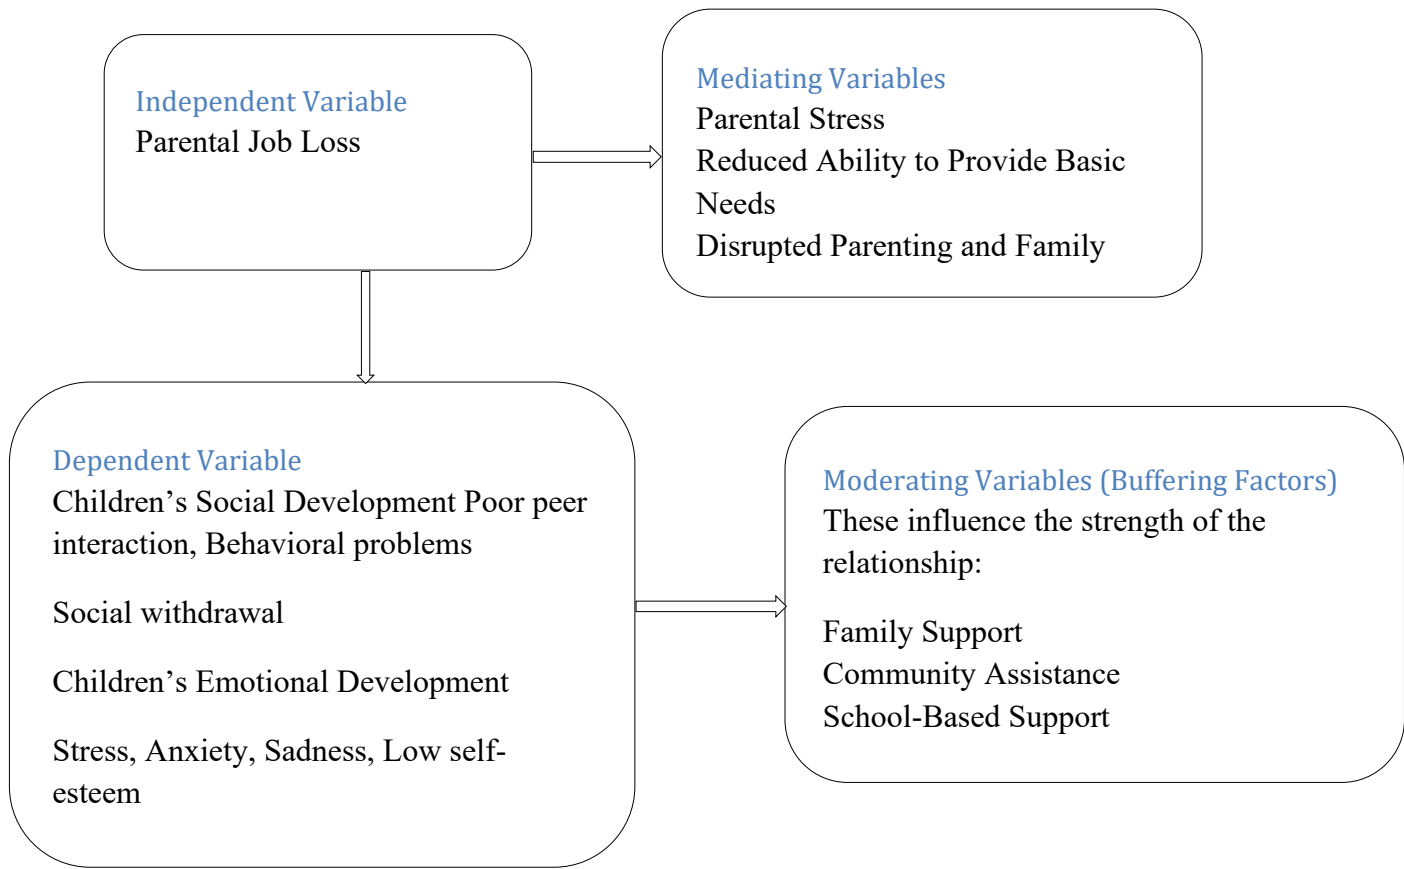 Independent Variable
Parental Job Loss
Mediating Variables
Parental Stress
Reduced Ability to Provide Basic
Needs
Disrupted Parenting and Family
Dependent Variable
Children’s Social Development Poor peer
interaction, Behavioral problems
Social withdrawal
Children’s Emotional Development
Stress, Anxiety, Sadness, Low self-
esteem
Moderating Variables (Buffering Factors)
These influence the strength of the
relationship:
Family Support
Community Assistance
School-Based Support